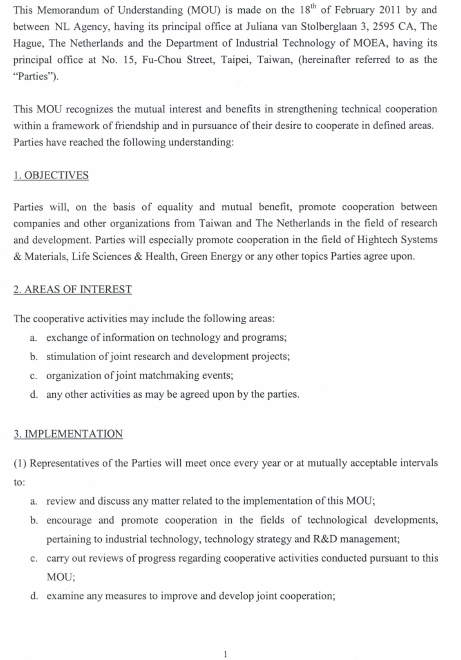 This Memorandum of Understanding (MOU) is made on the 18th of February 2011 by and
between NL Agency, having its principal office at Juliana van Stolberglaan 3, 2595 CA, The
Hague, The Netherlands and the Department of Industrial Technology of MOEA, having its
principal office at No. 15, Fu-Chou Street, Taipei, Taiwan, (hereinafter referred to as the
“Parties”).
This MOU recognizes the mutual interest and benefits in strengthening technical cooperation
within a framework of friendship and in pursuance of their desire to cooperate in defined areas.
Parties have reached the following understanding:
1. OBJECTIVES
Parties will, on the basis of equality and mutual benefit, promote cooperation between
companies and other organizations from Taiwan and The Netherlands in the field of research
and development. Parties will especially promote cooperation in the field of Hightech Systems
& Materials, Life Sciences & Health, Green Energy or any other topics Parties agree upon.
2. AREAS OF INTEREST
The cooperative activities may include the following areas:
a. exchange of information on technology and programs;
b. stimulation of joint research and development projects;
c. organization of joint matchmaking events;
d. any other activities as may be agreed upon by the parties.
3. IMPLEMENTATION
(1) Representatives of the Parties will meet once every year or at mutually acceptable intervals
to:
a. review and discuss any matter related to the implementation of this MOU;
b. encourage and promote cooperation in the fields of technological developments,
pertaining to industrial technology, technology strategy and R&D management;
c. carry out reviews of progress regarding cooperative activities conducted pursuant to this
MOU;
d. examine any measures to improve and develop joint cooperation;
1